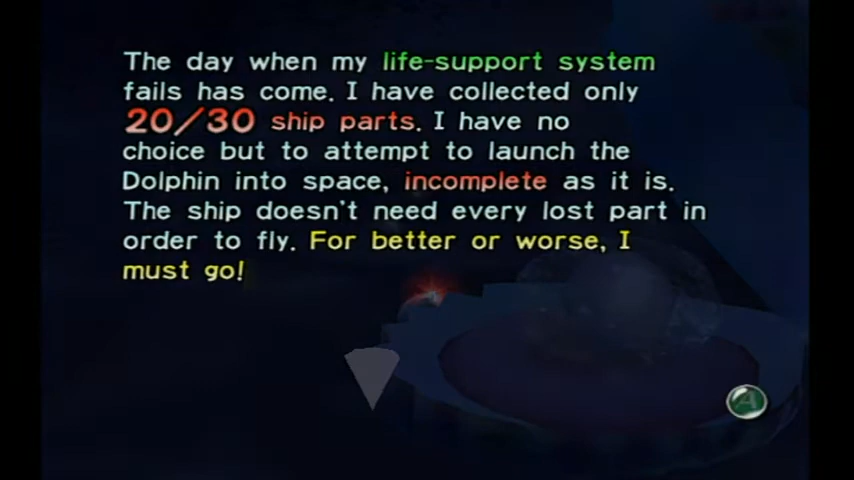 The day when my life-support system
fails has come. I have collected only
20/30 ship parts. I have no
choice but to attempt to launch the
Dolphin into space, incomplete as it is.
The ship doesn't need every lost part in
order to fly. For better or worse, I
must go!
A